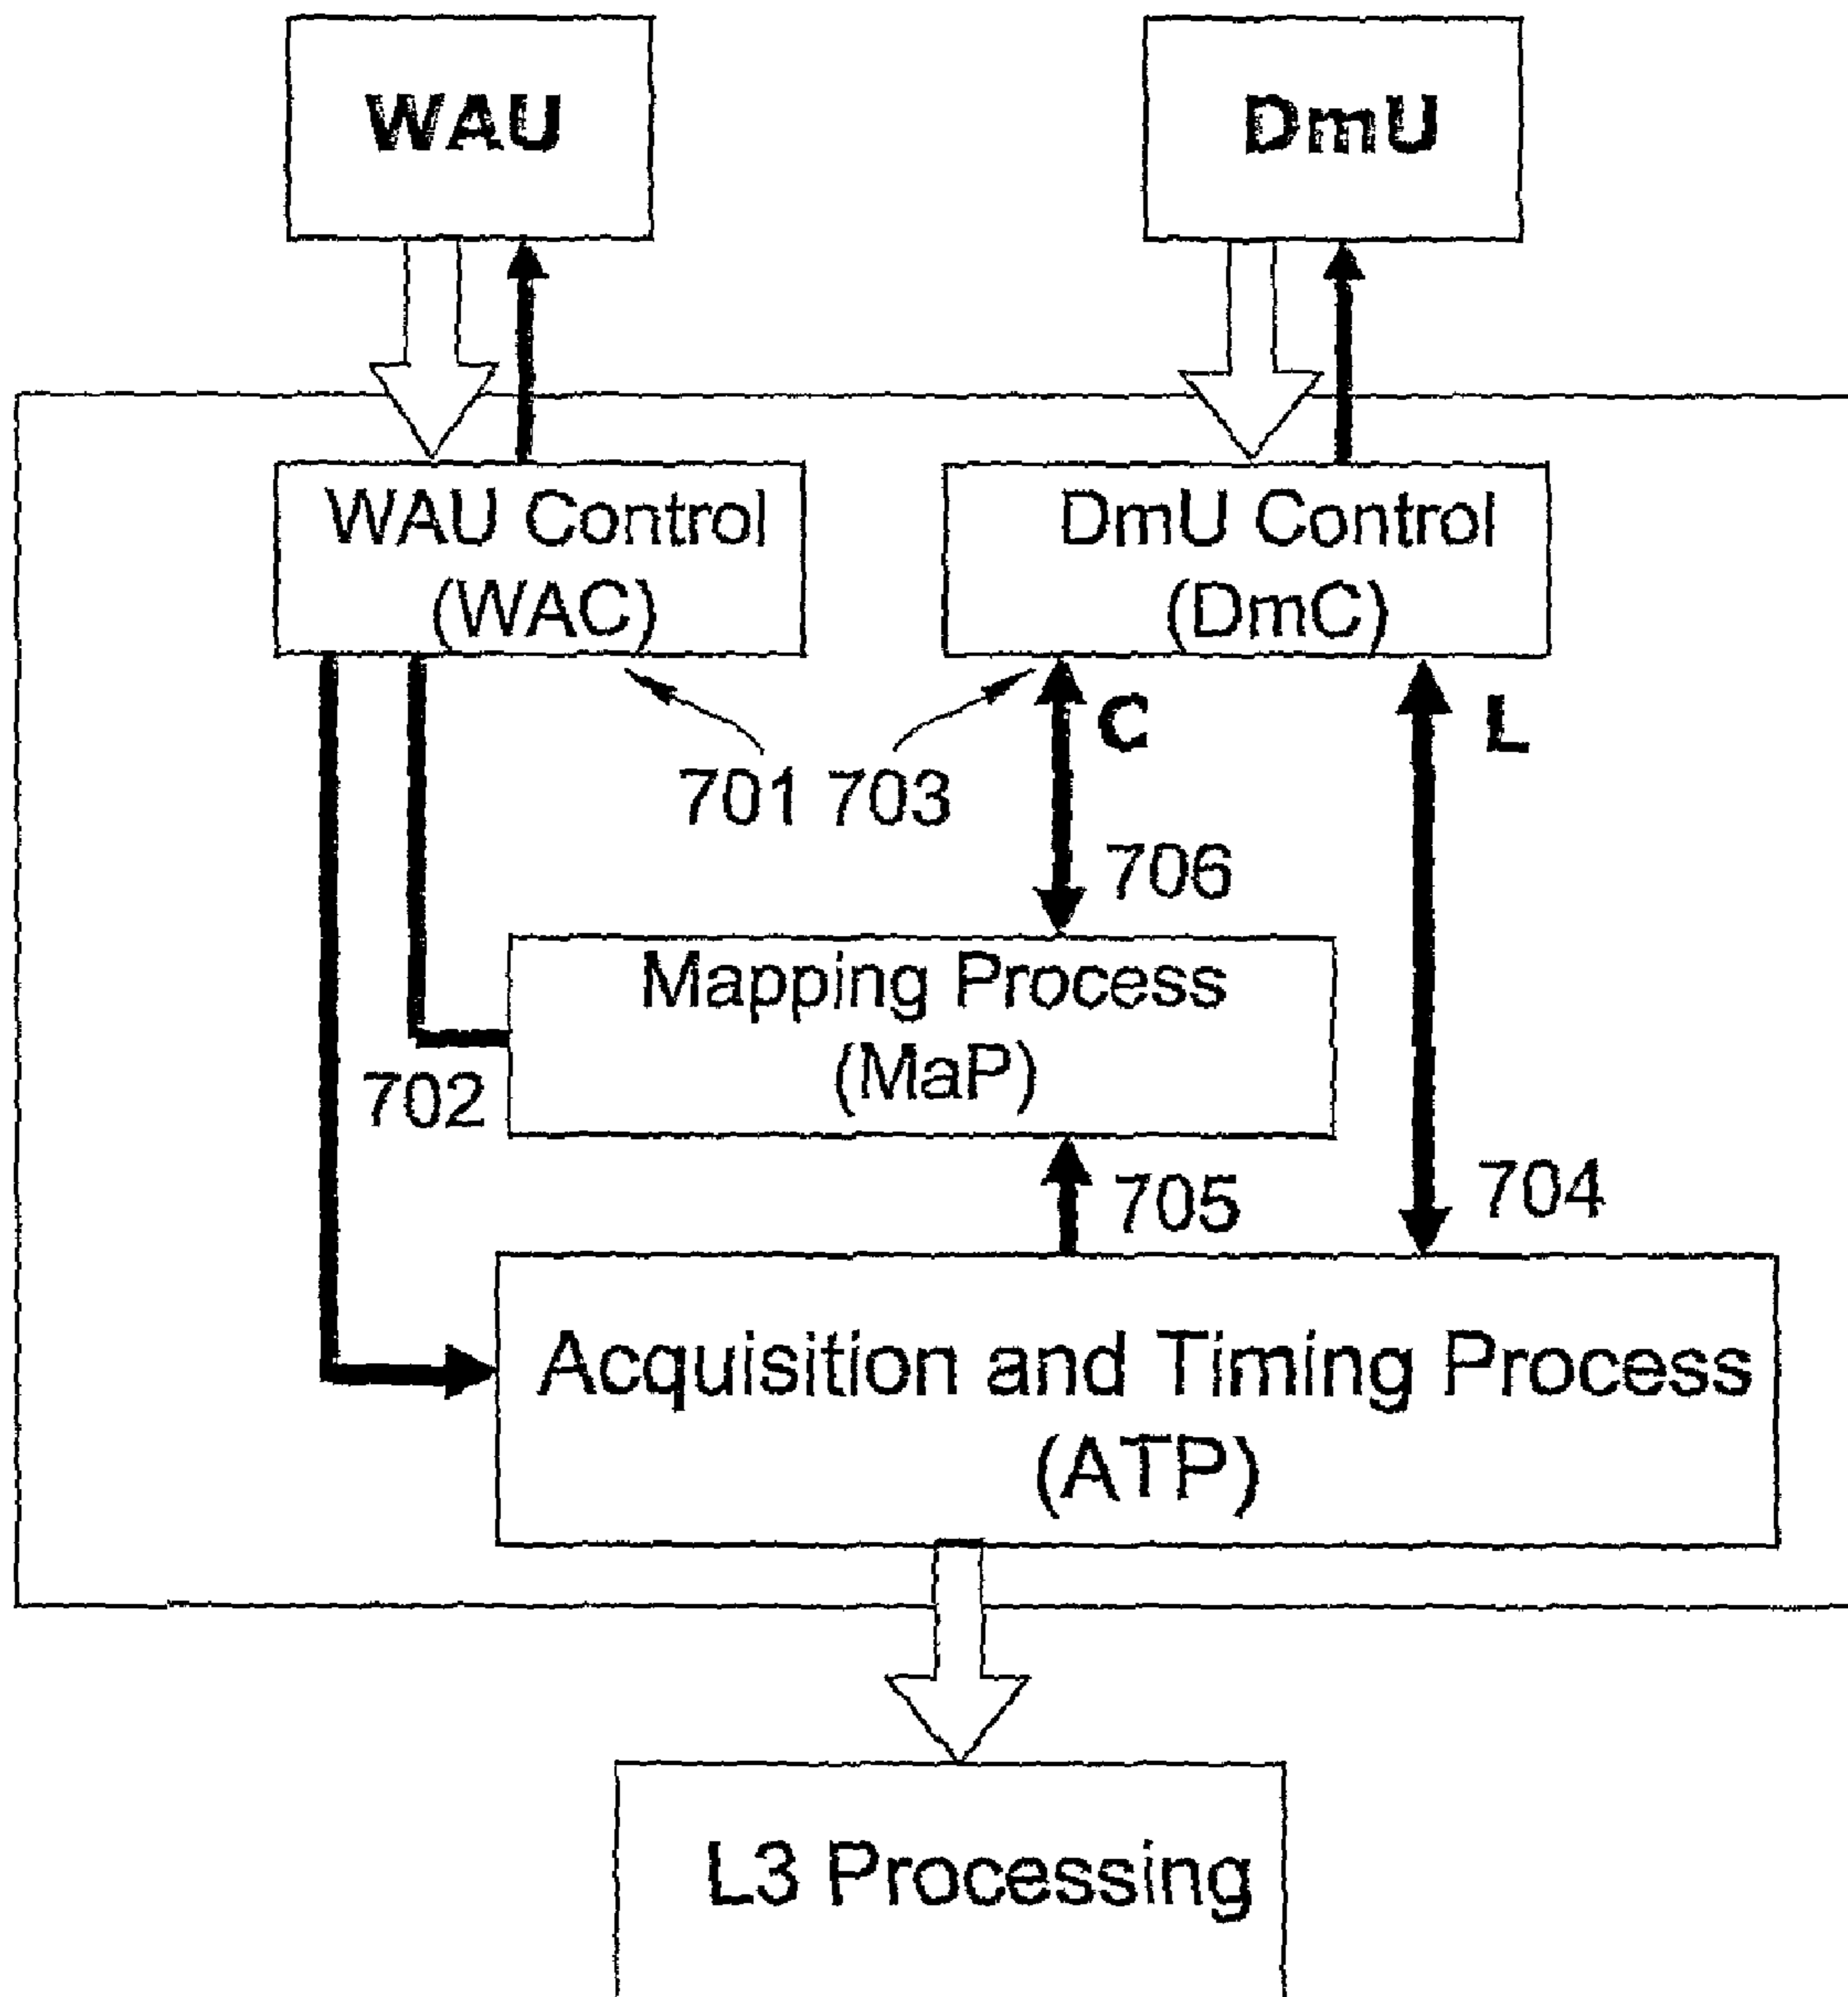 WAU
DmU
WAU Control
(WAC)
DmU Control
(DmC)
C
L
701
703
706
Mapping Process
(MaP)
702
705
704
Acquisition and Timing Process
(ATP)
L3 Processing